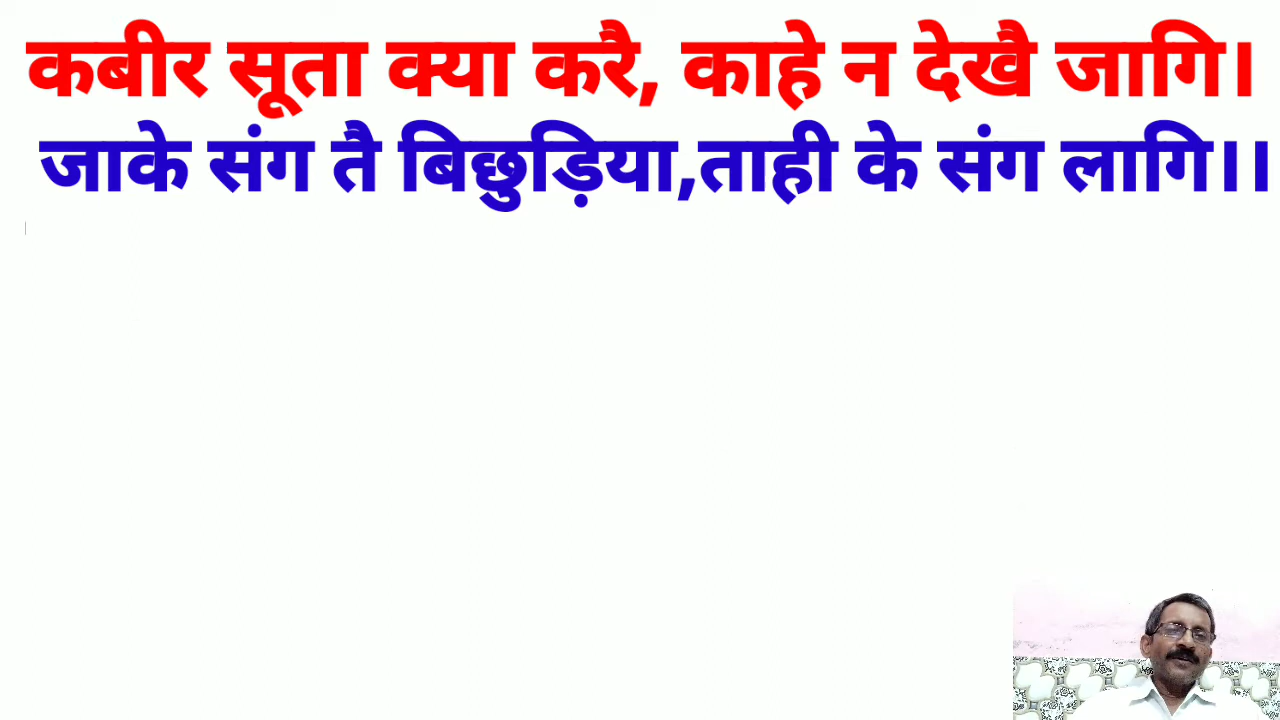 कबीर सूता क्या करै, काहे न देखै जागि।
जाके संग तै बिछुड़िया,ताही के संग लागि।।